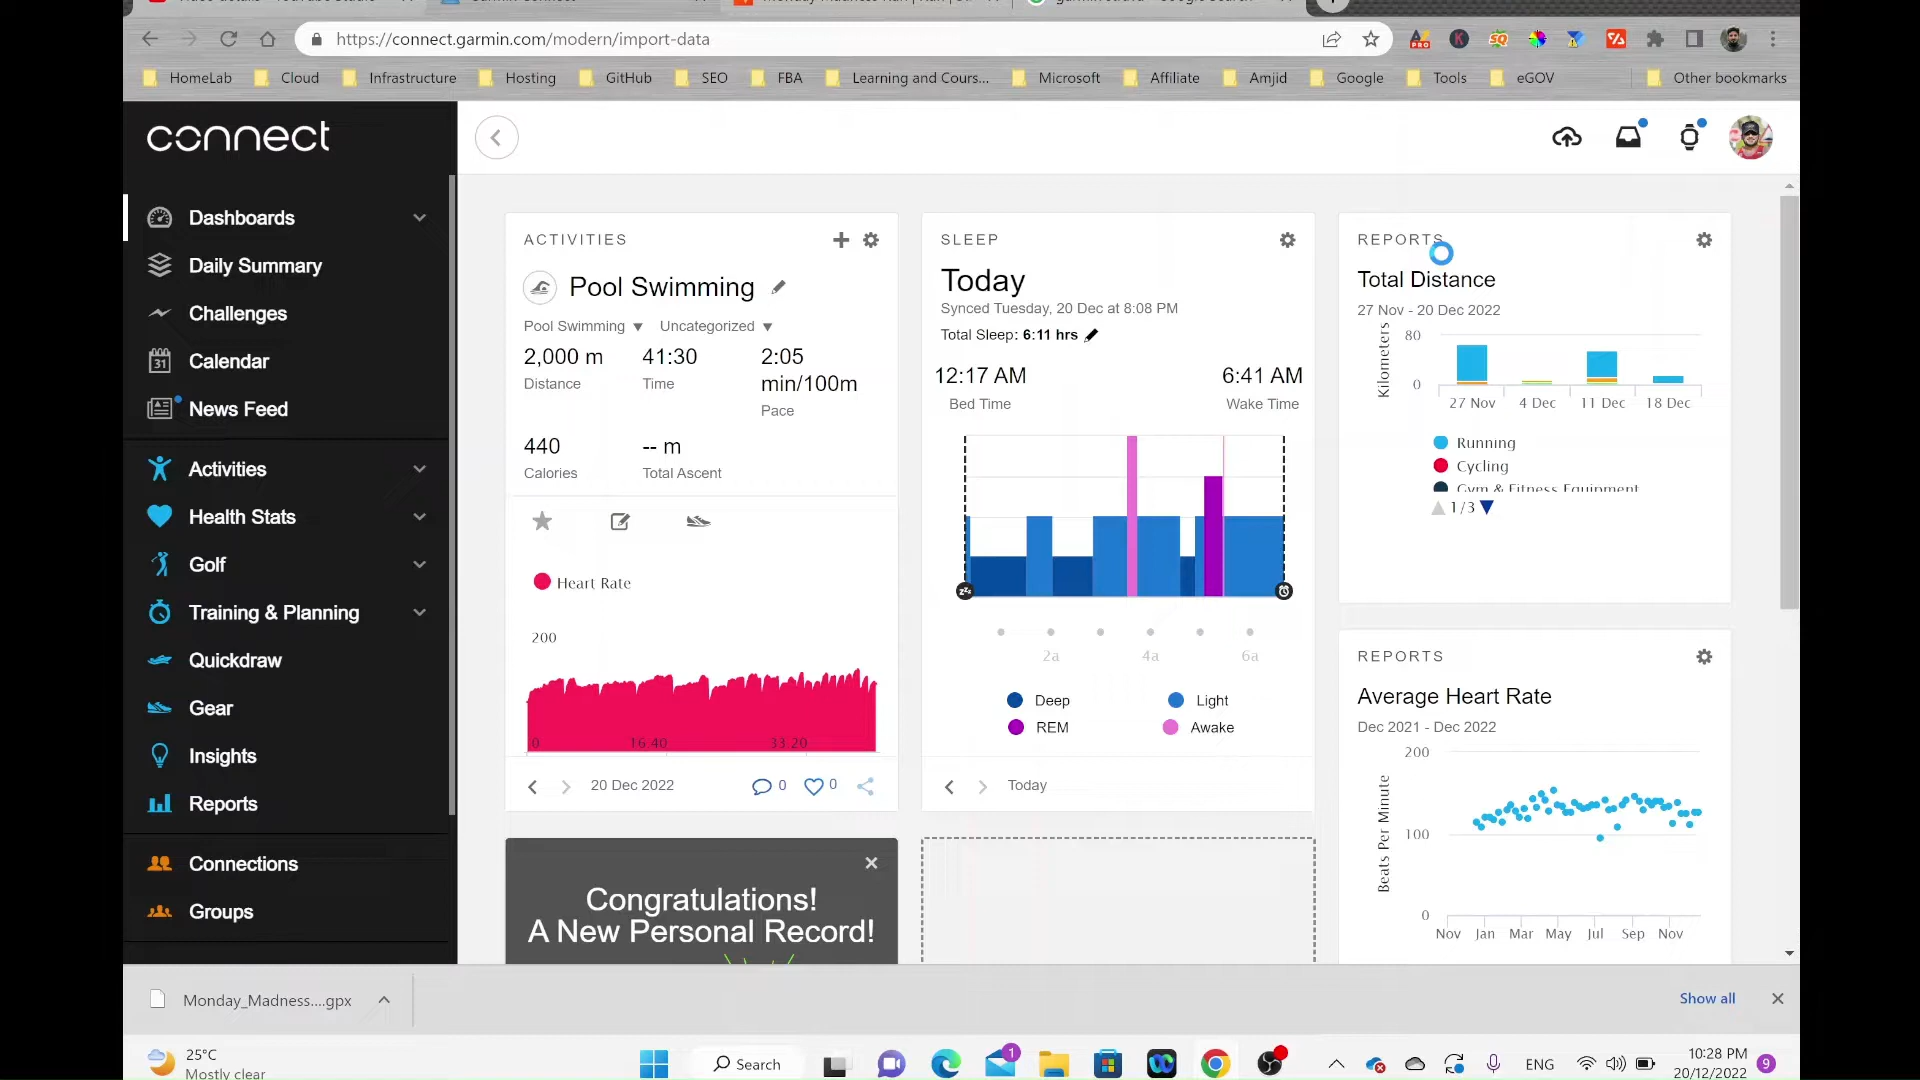 https://connect.garmin.com/modern/import-data
HomeLab Cloud Infrastructure Hosting GitHub SEO FBA Learning and Cours... Microsoft Affiliate Amjid Google Tools eGOV Other bookmarks
connect
Dashboards
Daily Summary
Challenges
31 Calendar
News Feed
Activities
Health Stats
Golf
Training & Planning
Quickdraw
Gear
Insights
Reports
Connections
Groups
ACTIVITIES
Pool Swimming
Pool Swimming Uncategorized
2,000 m 41:30 2:05 min/100m
Distance Time Pace
440 -- m
Calories Total Ascent
Heart Rate
200
0 16.40 33.20
20 Dec 2022 0 0
Congratulations!
A New Personal Record!
SLEEP
Today
Synced Tuesday, 20 Dec at 8:08 PM
Total Sleep: 6:11 hrs
12:17 AM 6:41 AM
Bed Time Wake Time
2a 4a 6a
Deep Light
REM Awake
Today
REPORTS
Total Distance
27 Nov - 20 Dec 2022
Kilometers
80
0
27 Nov 4 Dec 11 Dec 18 Dec
Running
Cycling
Gym & Fitness Equipment
1/3
REPORTS
Average Heart Rate
Dec 2021 - Dec 2022
Beats Per Minute
200
100
0
Nov Jan Mar May Jul Sep Nov
Monday_Madness....gpx Show all
25°C
Mostly clear
Search
1
ENG
10:28 PM
20/12/2022
9